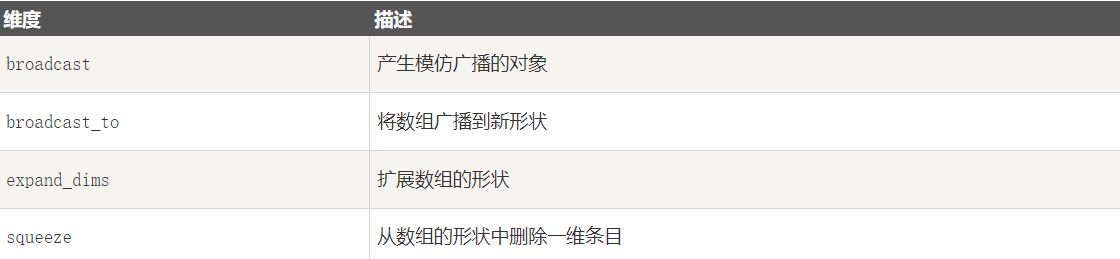 维度 描述
broadcast 产生模仿广播的对象
broadcast_to 将数组广播到新形状
expand_dims 扩展数组的形状
squeeze 从数组的形状中删除一维条目